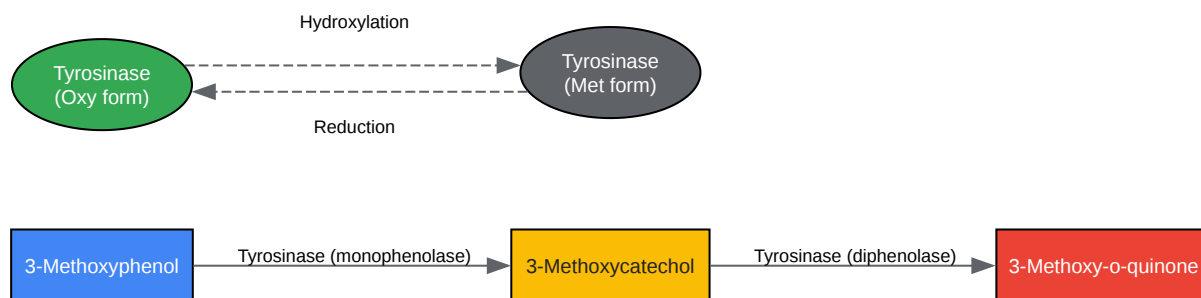 Hydroxylation
Tyrosinase
(Oxy form)
Tyrosinase
(Met form)
Reduction
3-Methoxyphenol
Tyrosinase (monophenolase)
3-Methoxycatechol
Tyrosinase (diphenolase)
3-Methoxy-o-quinone